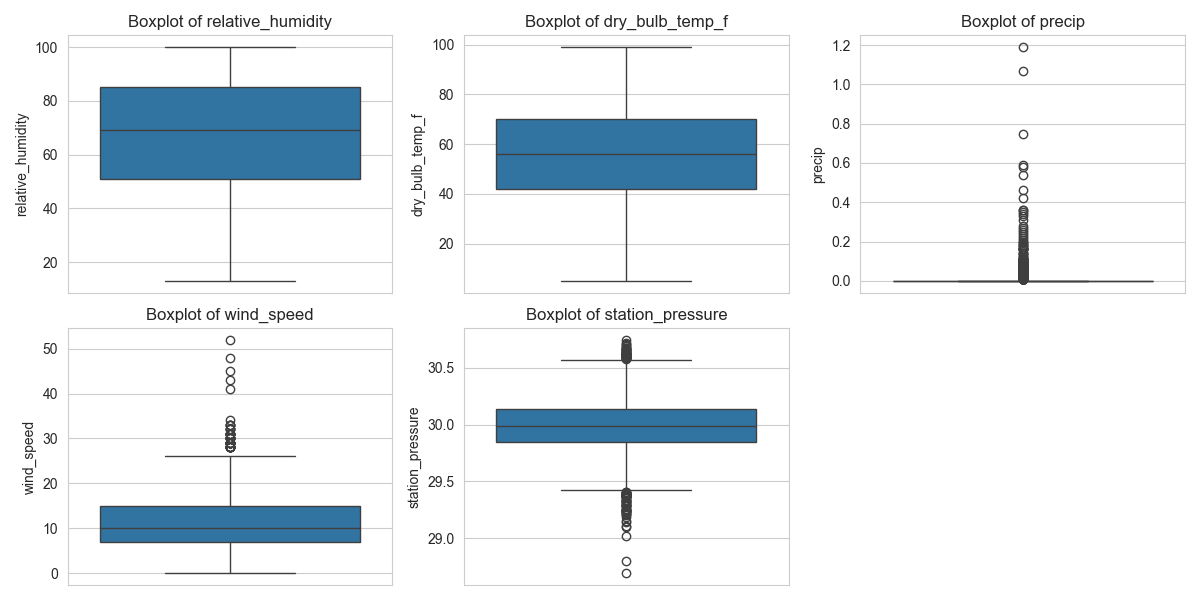 Boxplot of relative_humidity
100
80
60
40
20
relative_humidity
Boxplot of dry_bulb_temp_f
100
80
60
40
20
dry_bulb_temp_f
Boxplot of precip
1.2
1.0
0.8
0.6
0.4
0.2
0.0
precip
Boxplot of wind_speed
50
40
30
20
10
0
wind_speed
Boxplot of station_pressure
30.5
30.0
29.5
29.0
station_pressure